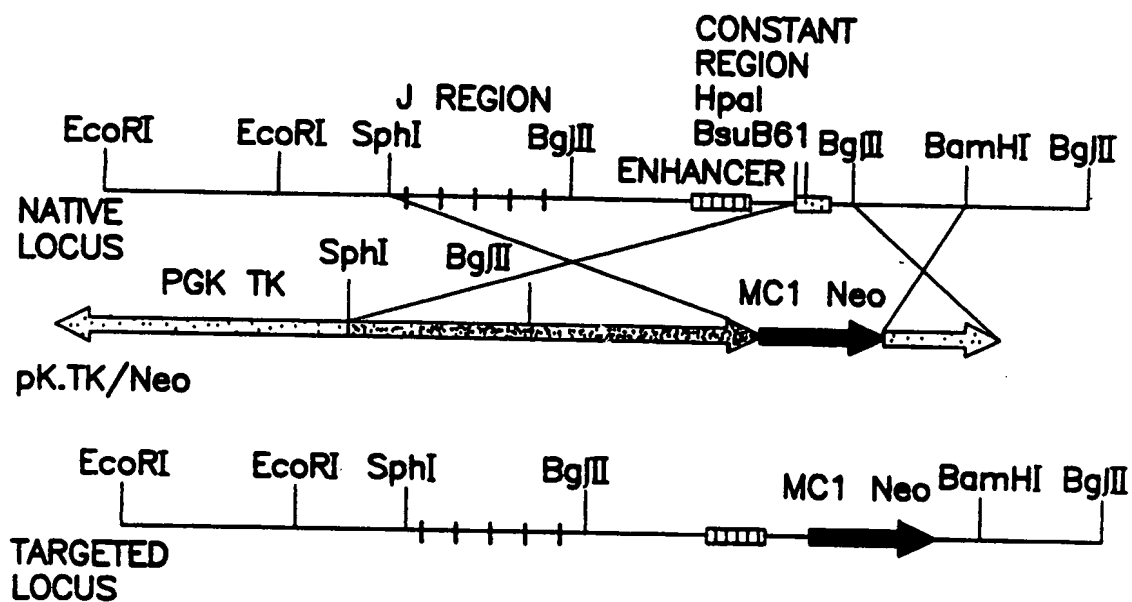 CONSTANT
REGION
HpaI
BsuB61
J REGION
EcoRI EcoRI SphI BglII BglII BamHI BglII
ENHANCER
NATIVE
LOCUS
SphI BglII
PGK TK
MC1 Neo
pK.TK/Neo
EcoRI EcoRI SphI BglII MC1 Neo BamHI BglII
TARGETED
LOCUS